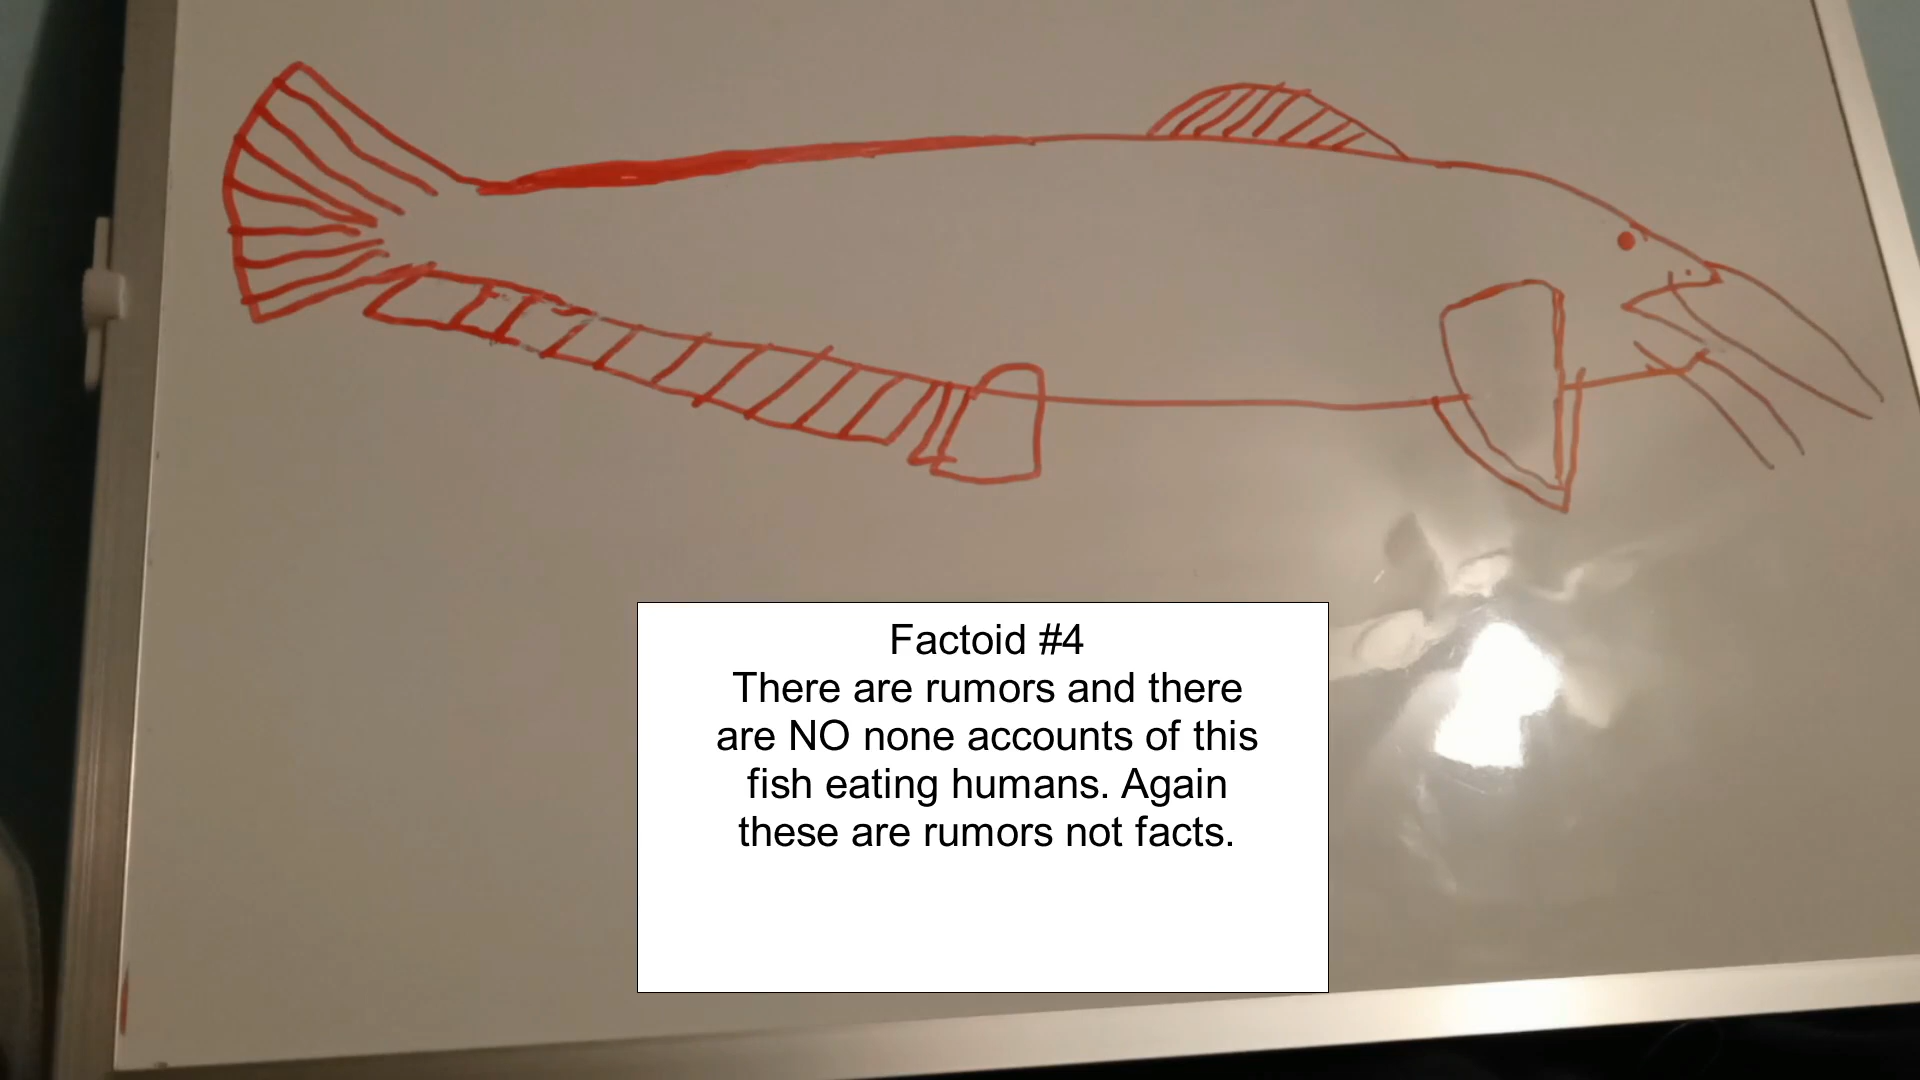 Factoid #4
There are rumors and there
are NO none accounts of this
fish eating humans. Again
these are rumors not facts.